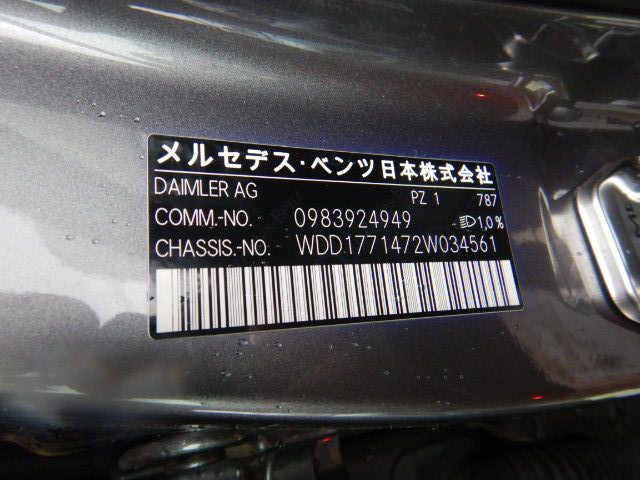 メルセデス・ベンツ日本株式会社
DAIMLER AG PZ 1 787
COMM.-NO. 0983924949 1,0%
CHASSIS.-NO. WDD1771472W034561